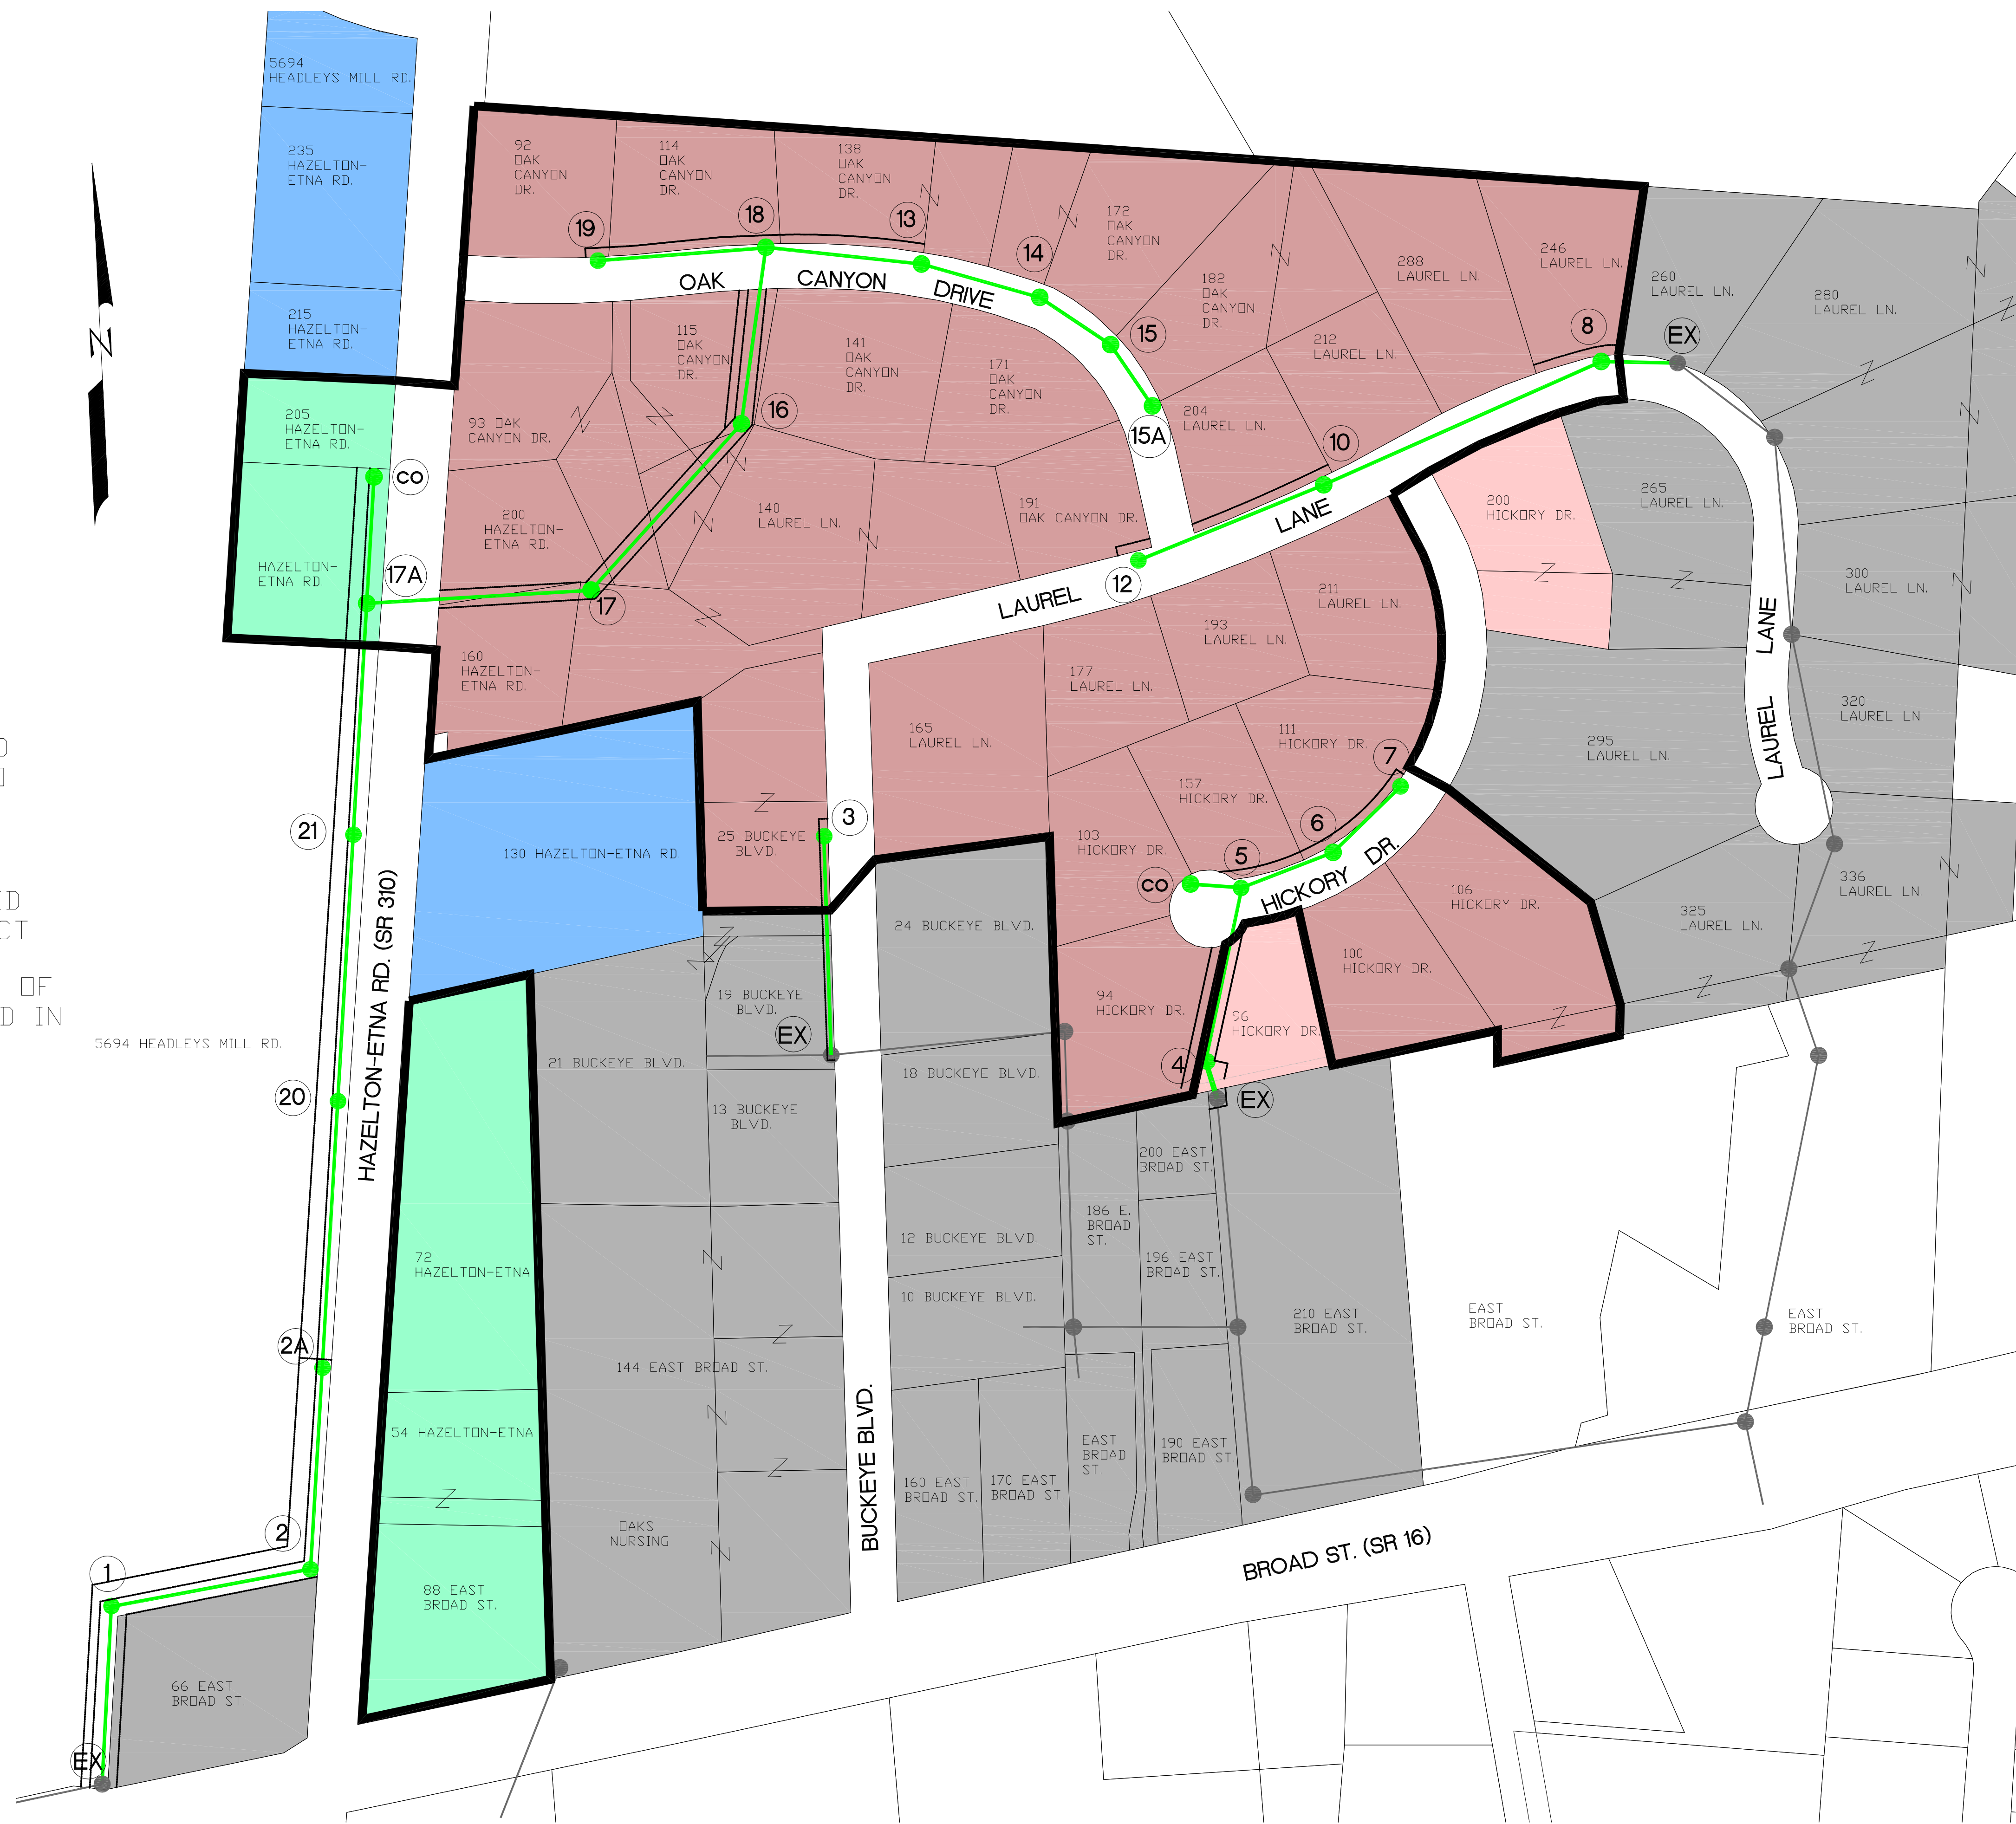 5694
HEADLEYS MILL RD.
235
HAZELTON-
ETNA RD.
215
HAZELTON-
ETNA RD.
205
HAZELTON-
ETNA RD.
HAZELTON-
ETNA RD.
N
92
OAK
CANYON
DR.
114
OAK
CANYON
DR.
138
OAK
CANYON
DR.
172
OAK
CANYON
DR.
182
OAK
CANYON
DR.
288
LAUREL LN.
246
LAUREL LN.
260
LAUREL LN.
280
LAUREL LN.
19
18
13
14
15
15A
8
EX
OAK CANYON DRIVE
115
OAK
CANYON
DR.
141
OAK
CANYON
DR.
171
OAK
CANYON
DR.
212
LAUREL LN.
204
LAUREL LN.
93 OAK
CANYON DR.
16
10
CO
17A
17
12
200
HAZELTON-
ETNA RD.
140
LAUREL LN.
191
OAK CANYON DR.
LAUREL LANE
200
HICKORY DR.
265
LAUREL LN.
300
LAUREL LN.
160
HAZELTON-
ETNA RD.
165
LAUREL LN.
177
LAUREL LN.
193
LAUREL LN.
211
LAUREL LN.
111
HICKORY DR.
157
HICKORY DR.
103
HICKORY DR.
295
LAUREL LN.
320
LAUREL LN.
LAUREL LANE
336
LAUREL LN.
325
LAUREL LN.
7
6
5
CO
HICKORY DR.
106
HICKORY DR.
100
HICKORY DR.
94
HICKORY DR.
96
HICKORY DR.
4
EX
21
130 HAZELTON-ETNA RD.
25 BUCKEYE
BLVD.
3
24 BUCKEYE BLVD.
19 BUCKEYE
BLVD.
EX
21 BUCKEYE BLVD.
18 BUCKEYE BLVD.
13 BUCKEYE
BLVD.
CT
OF
D IN
5694 HEADLEYS MILL RD.
20
HAZELTON-ETNA RD. (SR 310)
200 EAST
BROAD ST.
186 E.
BROAD
ST.
196 EAST
BROAD ST.
12 BUCKEYE BLVD.
10 BUCKEYE BLVD.
210 EAST
BROAD ST.
EAST
BROAD ST.
EAST
BROAD ST.
72
HAZELTON-ETNA
2A
144 EAST BROAD ST.
54 HAZELTON-ETNA
BUCKEYE BLVD.
160 EAST
BROAD ST.
170 EAST
BROAD ST.
EAST
BROAD
ST.
190 EAST
BROAD ST.
OAKS
NURSING
88 EAST
BROAD ST.
BROAD ST. (SR 16)
2
1
66 EAST
BROAD ST.
EX